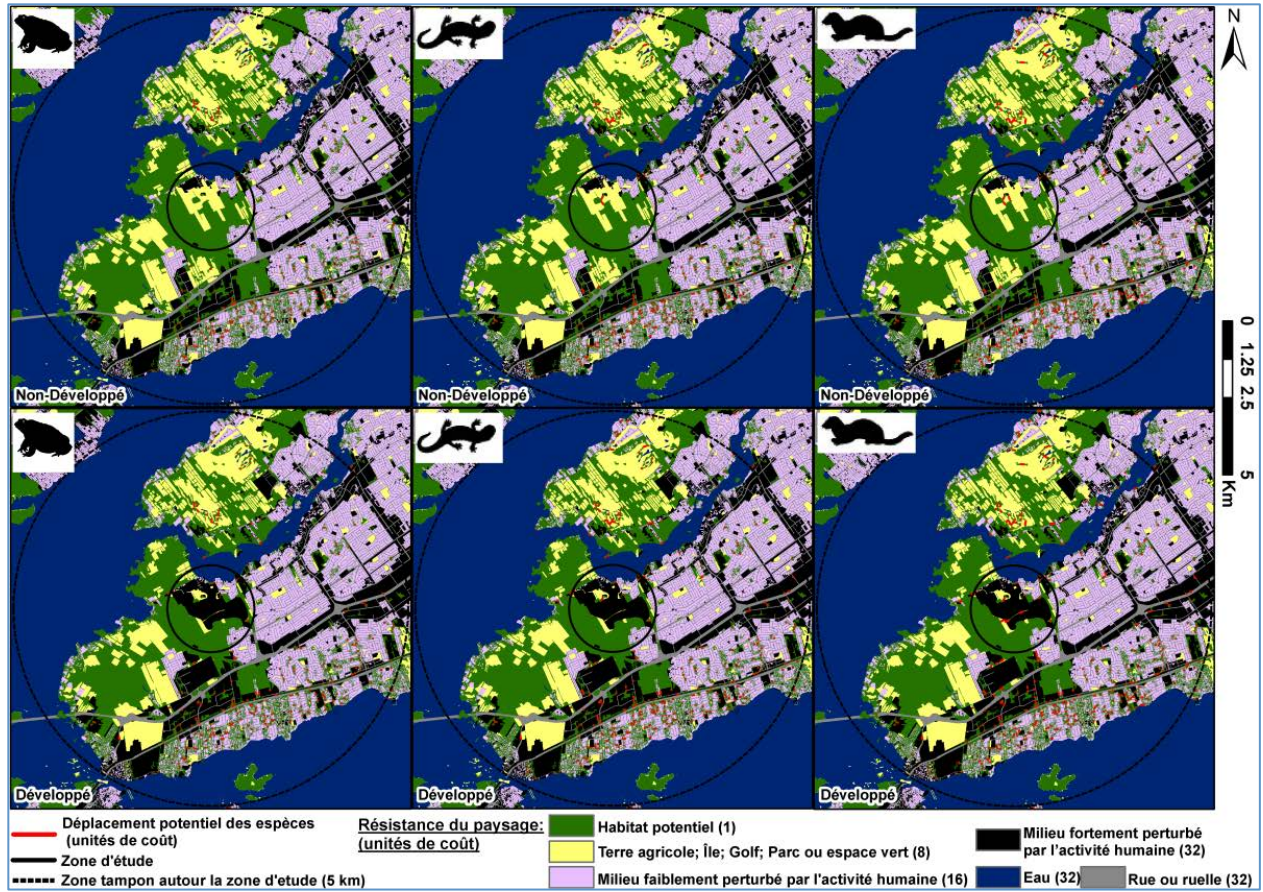 N
Non-Développé
Non-Développé
Non-Développé
0 1.25 2.5 5
Km
Développé
Développé
Développé
Déplacement potentiel des espèces
(unités de coût)
Zone d'étude
Zone tampon autour la zone d'etude (5 km)
Résistance du paysage:
(unités de coût)
Habitat potentiel (1)
Terre agricole; Île; Golf; Parc ou espace vert (8)
Milieu faiblement perturbé par l'activité humaine (16)
Milieu fortement perturbé
par l'activité humaine (32)
Eau (32)
Rue ou ruelle (32)